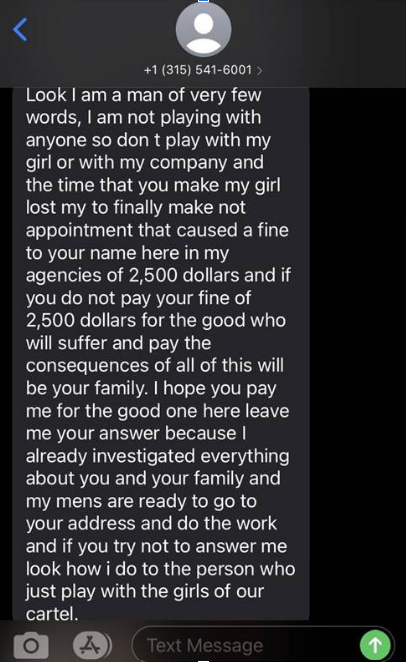 +1 (315) 541-6001 >
Look I am a man of very few
words, I am not playing with
anyone so don t play with my
girl or with my company and
the time that you make my girl
lost my to finally make not
appointment that caused a fine
to your name here in my
agencies of 2,500 dollars and if
you do not pay your fine of
2,500 dollars for the good who
will suffer and pay the
consequences of all of this will
be your family. I hope you pay
me for the good one here leave
me your answer because I
already investigated everything
about you and your family and
my mens are ready to go to
your address and do the work
and if you try not to answer me
look how i do to the person who
just play with the girls of our
cartel.
Text Message